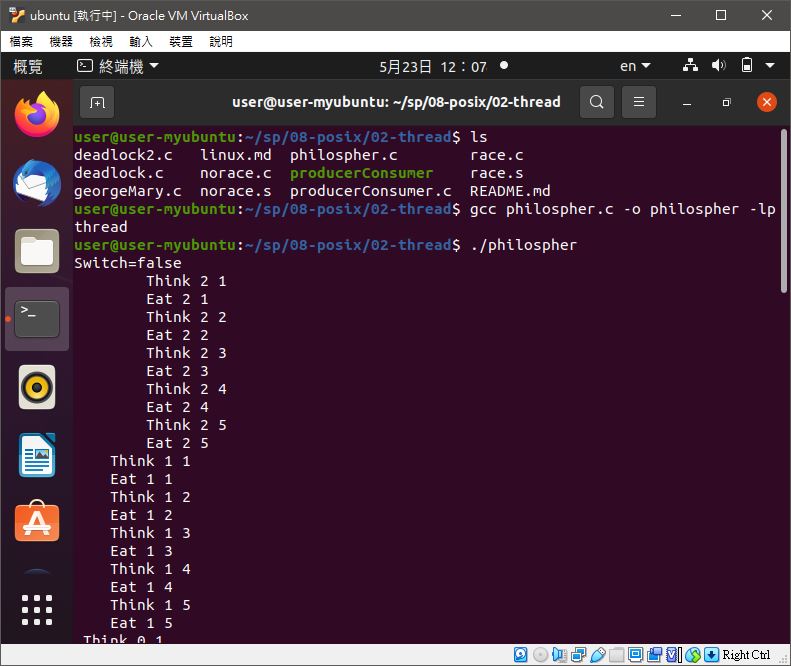 ubuntu [執行中] - Oracle VM VirtualBox
檔案 機器 檢視 輸入 裝置 說明
概覽 終端機 5月23日 12：07 en
user@user-myubuntu: ~/sp/08-posix/02-thread
user@user-myubuntu:~/sp/08-posix/02-thread$ ls
deadlock2.c linux.md philospher.c race.c
deadlock.c norace.c producerConsumer race.s
georgeMary.c norace.s producerConsumer.c README.md
user@user-myubuntu:~/sp/08-posix/02-thread$ gcc philospher.c -o philospher -lp
thread
user@user-myubuntu:~/sp/08-posix/02-thread$ ./philospher
Switch=false
Think 2 1
Eat 2 1
Think 2 2
Eat 2 2
Think 2 3
Eat 2 3
Think 2 4
Eat 2 4
Think 2 5
Eat 2 5
Think 1 1
Eat 1 1
Think 1 2
Eat 1 2
Think 1 3
Eat 1 3
Think 1 4
Eat 1 4
Think 1 5
Eat 1 5
Think 0 1
Right Ctrl